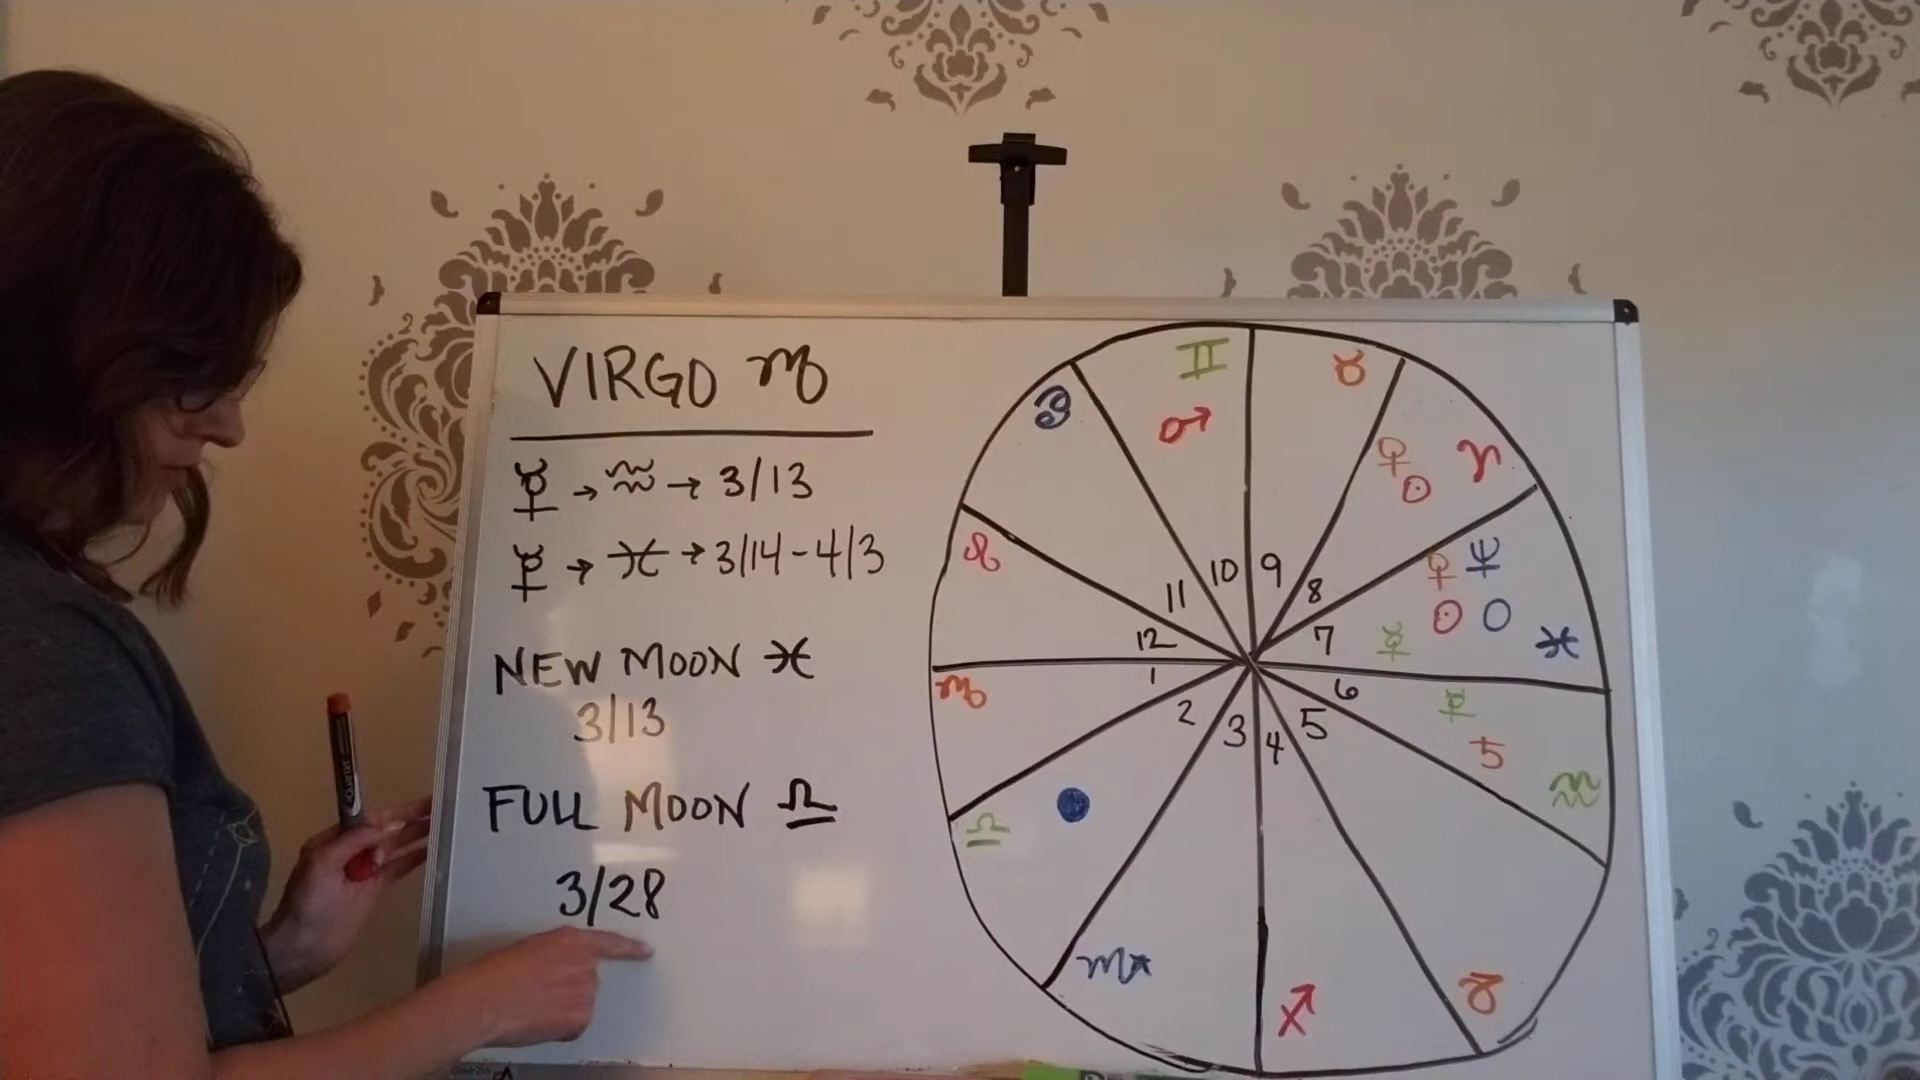 VIRGO ♍
☿ → ♒ → 3/13
☿ → ♓ → 3/14-4/3
NEW MOON ♓
3/13
FULL MOON ♎
3/28
♊ ♉
♋ ♂ ♀ ♈
☉
♌ 11 10 9 8 ♀ ♆
☉ O
12 7 ☿ ♓
♍ 1 6 ☿
2 3 4 5 ♄
♒
♎
♏
♐ ♑